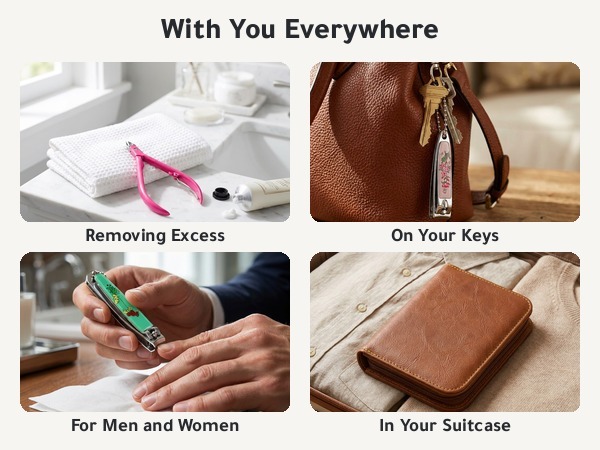 With You Everywhere
Removing Excess
On Your Keys
For Men and Women
In Your Suitcase